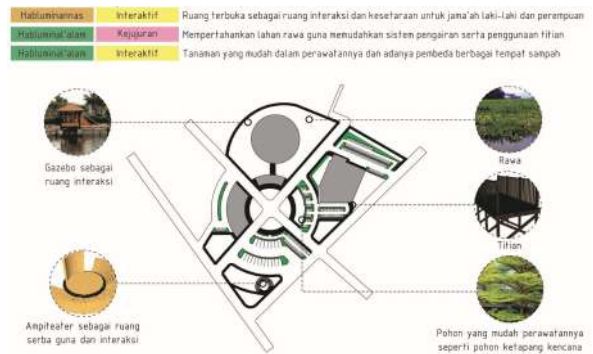 Habluminannas Interaktif Ruang terbuka sebagai ruang interaksi dan kesetaraan untuk jama'ah laki-laki dan perempuan
Habluminal'alam Kejujuran Mempertahankan lahan rawa guna memudahkan sistem pengairan serta penggunaan titian
Habluminal'alam Interaktif Tanaman yang mudah dalam perawatannya dan adanya pembeda berbagai tempat sampah
Gazebo sebagai
ruang interaksi
Rawa
Titian
Ampiteater sebagai ruang
serba guna dan interaksi
Pohon yang mudah perawatannya
seperti pohon ketapang kencana